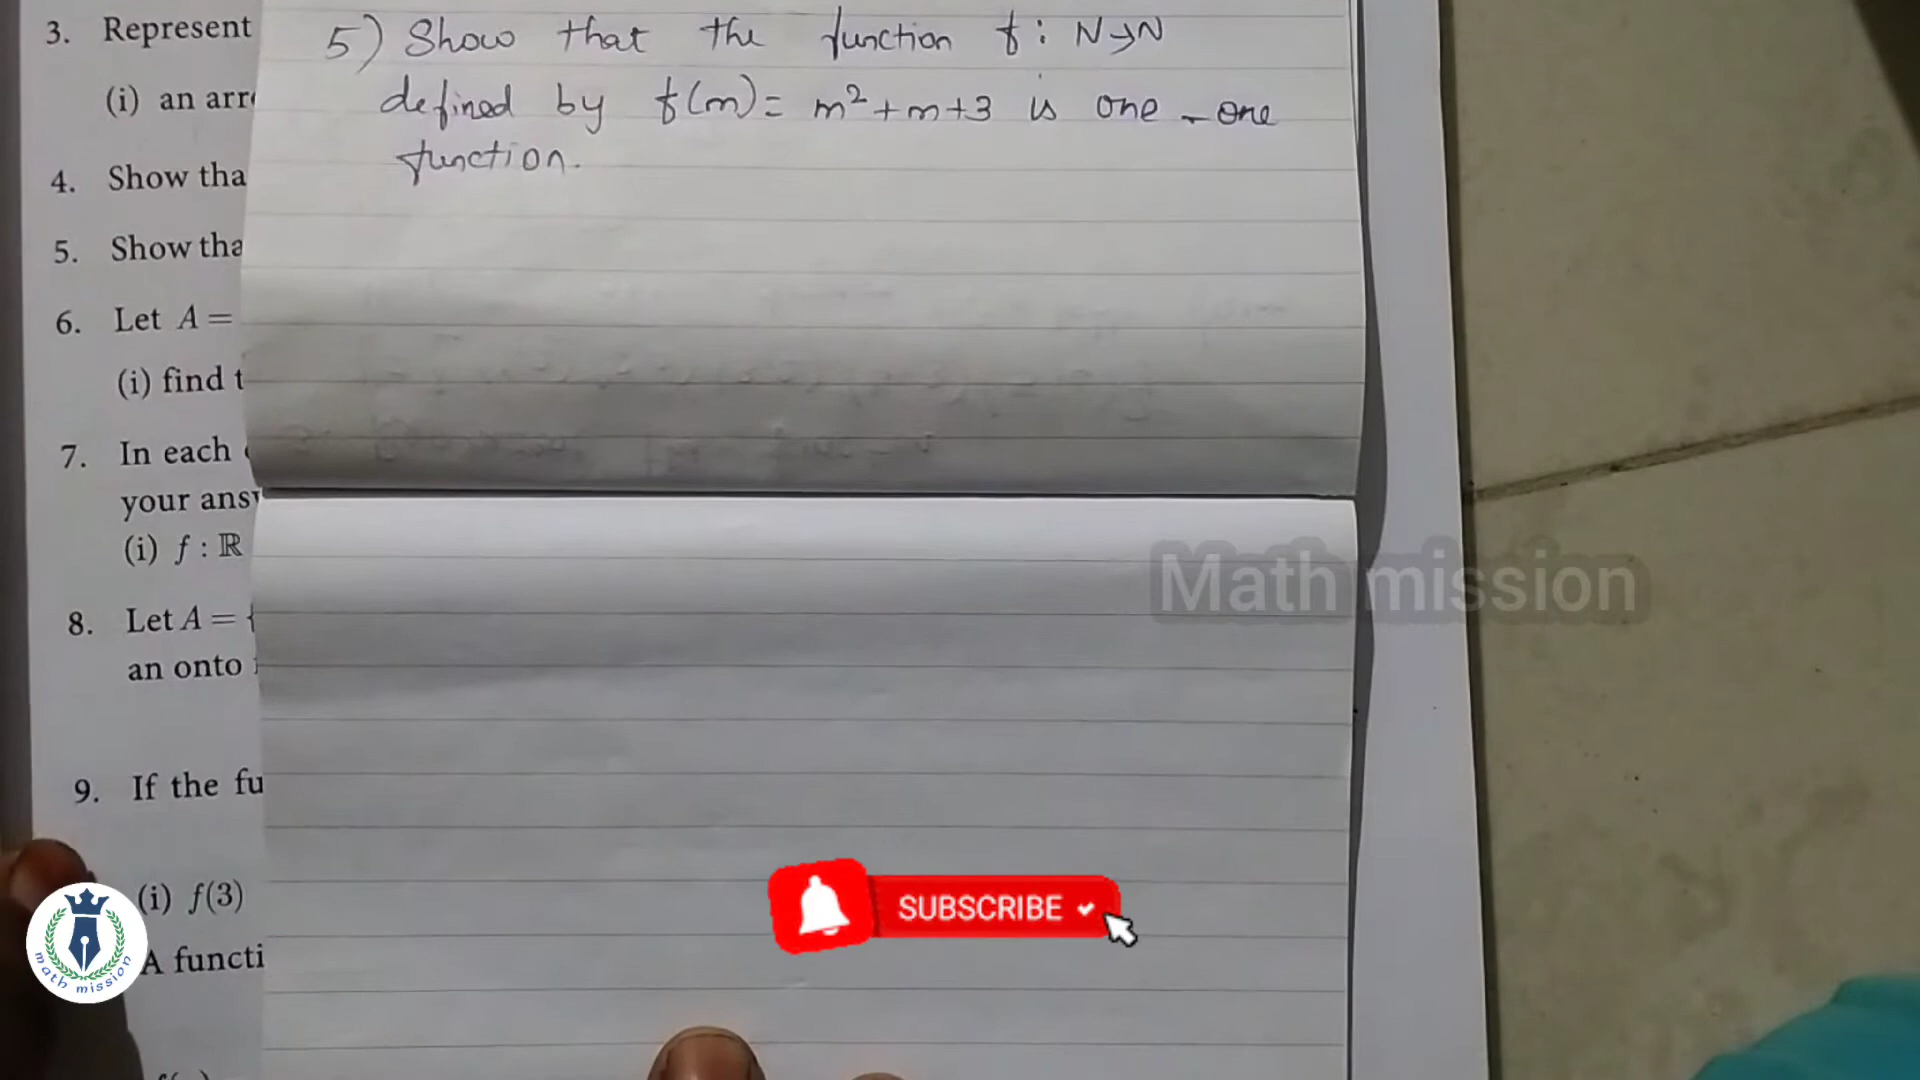 3. Represent
(i) an arr
4. Show tha
5. Show tha
6. Let A =
(i) find t
7. In each
your ans
(i) f : ℝ
8. Let A = {
an onto
9. If the fu
(i) f(3)
A functi
5) Show that the function f : N→N
defined by f(m) = m²+m+3 is one - one
function.
Math mission
SUBSCRIBE
math mission